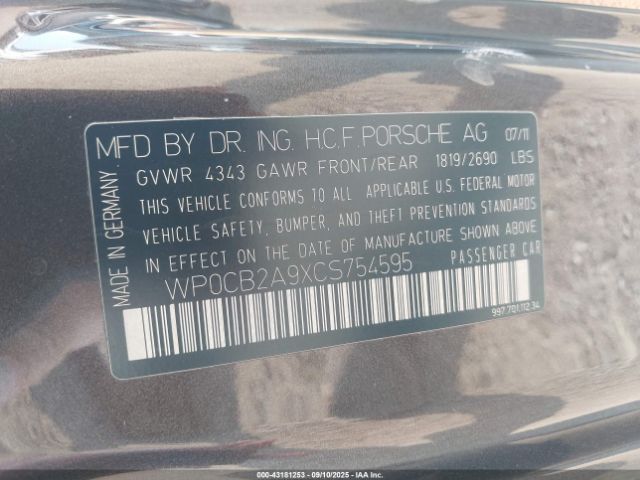 MFD BY DR. ING. H.C.F. PORSCHE AG 07/11
GVWR 4343 GAWR FRONT/REAR 1819/2690 LBS
THIS VEHICLE CONFORMS TO ALL APPLICABLE U.S. FEDERAL MOTOR
VEHICLE SAFETY, BUMPER, AND THEFT PREVENTION STANDARDS
IN EFFECT ON THE DATE OF MANUFACTURE SHOWN ABOVE
WP0CB2A9XCS754595 PASSENGER CAR
MADE IN GERMANY
997.701.112.34
000-43181253 - 09/10/2025 - IAA Inc.